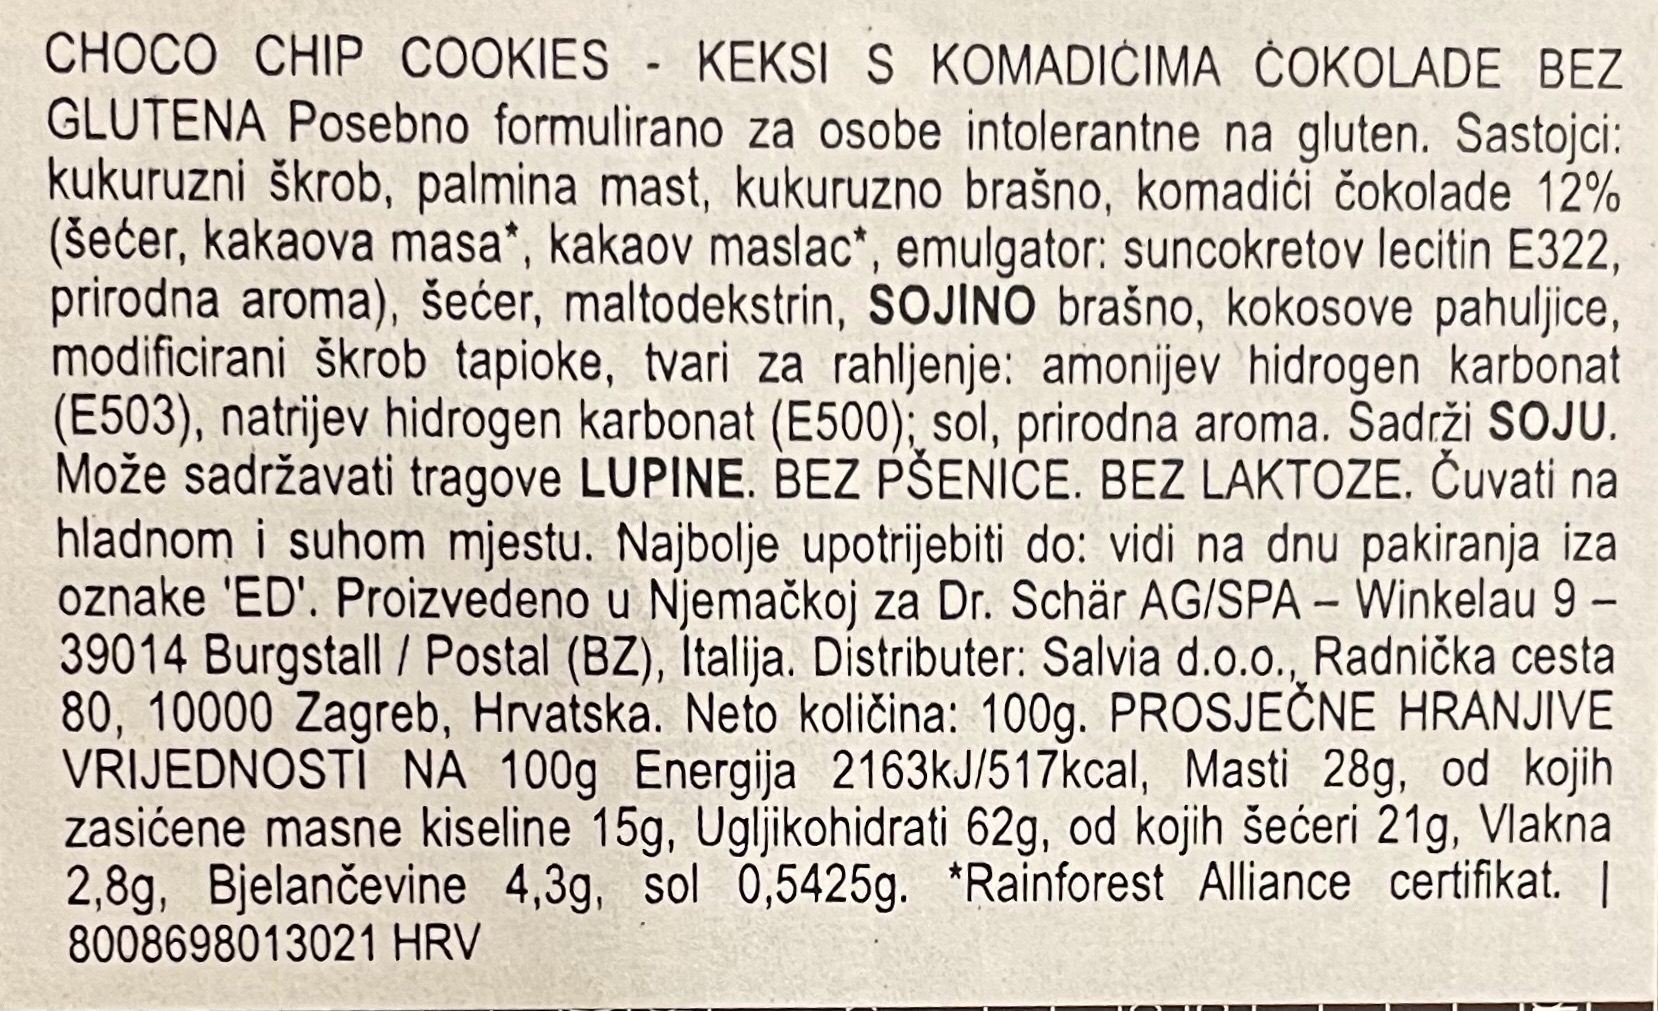 CHOCO CHIP COOKIES - KEKSI S KOMADIĆIMA ČOKOLADE BEZ
GLUTENA Posebno formulirano za osobe intolerantne na gluten. Sastojci:
kukuruzni škrob, palmina mast, kukuruzno brašno, komadići čokolade 12%
(šećer, kakaova masa*, kakaov maslac*, emulgator: suncokretov lecitin E322,
prirodna aroma), šećer, maltodekstrin, SOJINO brašno, kokosove pahuljice,
modificirani škrob tapioke, tvari za rahljenje: amonijev hidrogen karbonat
(E503), natrijev hidrogen karbonat (E500); sol, prirodna aroma. Sadrži SOJU.
Može sadržavati tragove LUPINE. BEZ PŠENICE. BEZ LAKTOZE. Čuvati na
hladnom i suhom mjestu. Najbolje upotrijebiti do: vidi na dnu pakiranja iza
oznake 'ED'. Proizvedeno u Njemačkoj za Dr. Schär AG/SPA – Winkelau 9 –
39014 Burgstall / Postal (BZ), Italija. Distributer: Salvia d.o.o., Radnička cesta
80, 10000 Zagreb, Hrvatska. Neto količina: 100g. PROSJEČNE HRANJIVE
VRIJEDNOSTI NA 100g Energija 2163kJ/517kcal, Masti 28g, od kojih
zasićene masne kiseline 15g, Ugljikohidrati 62g, od kojih šećeri 21g, Vlakna
2,8g, Bjelančevine 4,3g, sol 0,5425g. *Rainforest Alliance certifikat. |
8008698013021 HRV